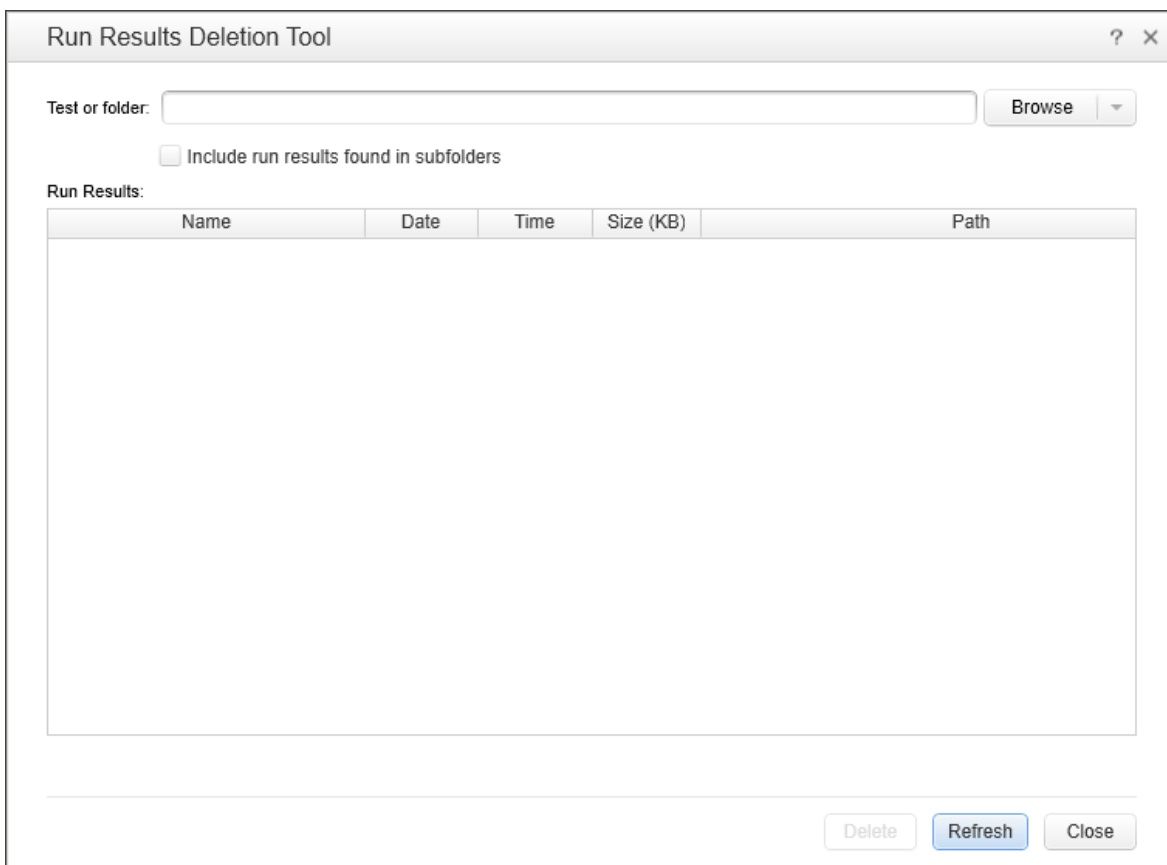 Run Results Deletion Tool ?
Test or folder: Browse
Include run results found in subfolders
Run Results:
Name Date Time Size (KB) Path
Delete Refresh Close